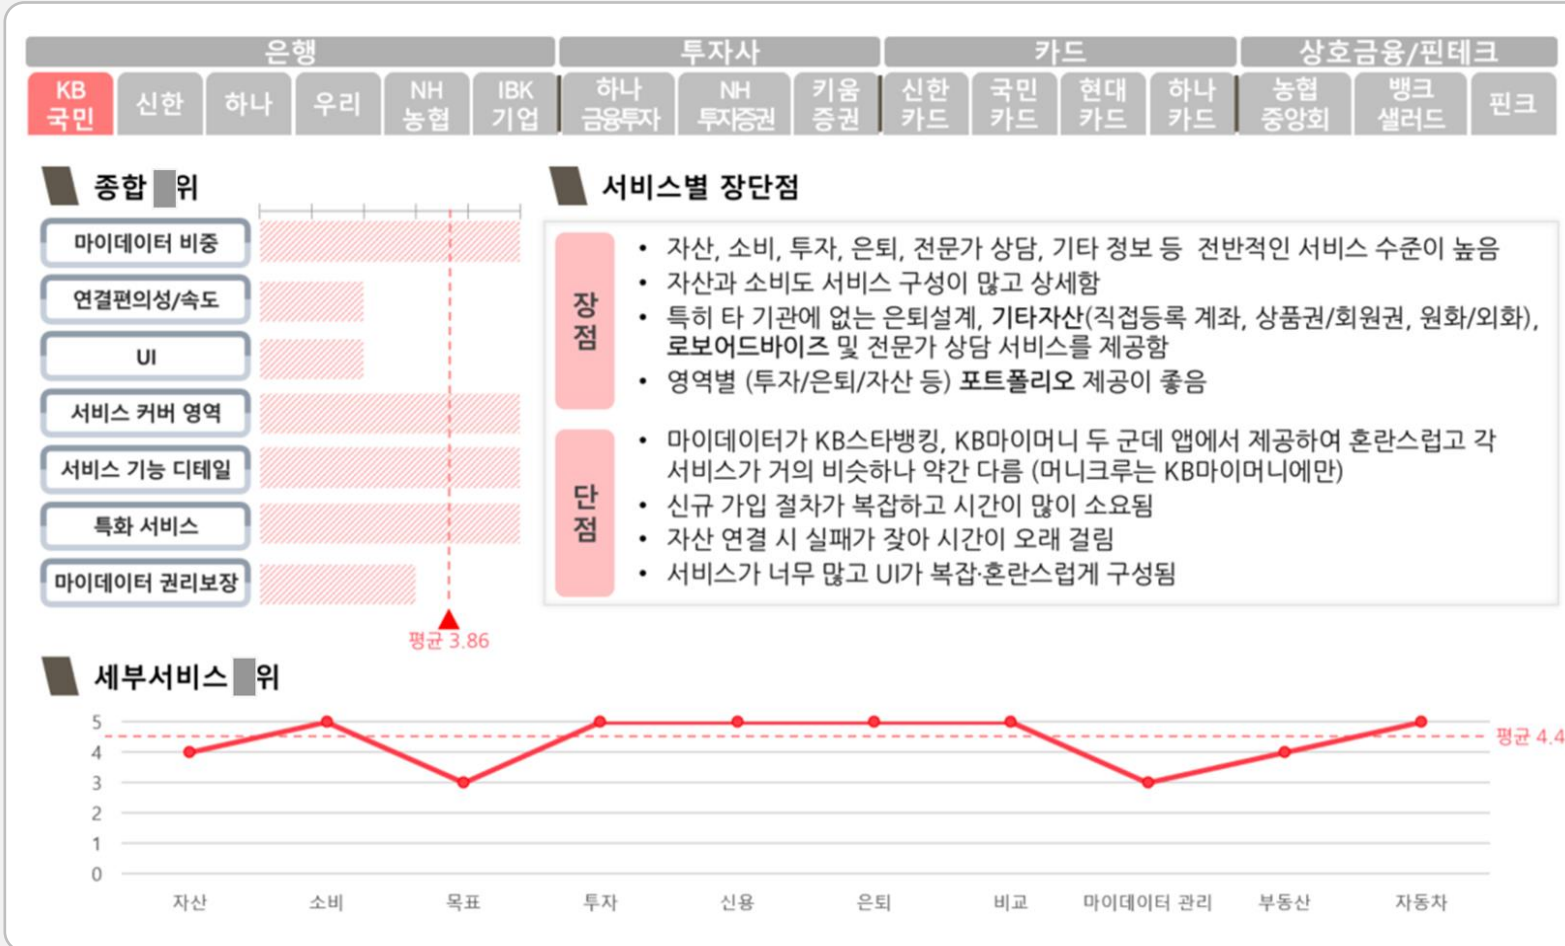 은행 투자사 카드 상호금융/핀테크
KB 국민
신한
하나
우리
NH 농협
IBK 기업
하나 금융투자
NH 투자증권
키움 증권
신한 카드
국민 카드
현대 카드
하나 카드
농협 중앙회
뱅크 샐러드
핀크
종합 위
마이데이터 비중
연결편의성/속도
UI
서비스 커버 영역
서비스 기능 디테일
특화 서비스
마이데이터 권리보장
평균 3.86
서비스별 장단점
장점
• 자산, 소비, 투자, 은퇴, 전문가 상담, 기타 정보 등 전반적인 서비스 수준이 높음
• 자산과 소비도 서비스 구성이 많고 상세함
• 특히 타 기관에 없는 은퇴설계, 기타자산(직접등록 계좌, 상품권/회원권, 원화/외화),
로보어드바이즈 및 전문가 상담 서비스를 제공함
• 영역별 (투자/은퇴/자산 등) 포트폴리오 제공이 좋음
단점
• 마이데이터가 KB스타뱅킹, KB마이머니 두 군데 앱에서 제공하여 혼란스럽고 각
서비스가 거의 비슷하나 약간 다름 (머니크루는 KB마이머니에만)
• 신규 가입 절차가 복잡하고 시간이 많이 소요됨
• 자산 연결 시 실패가 잦아 시간이 오래 걸림
• 서비스가 너무 많고 UI가 복잡·혼란스럽게 구성됨
세부서비스 위
5
4
3
2
1
0
평균 4.4
자산 소비 목표 투자 신용 은퇴 비교 마이데이터 관리 부동산 자동차